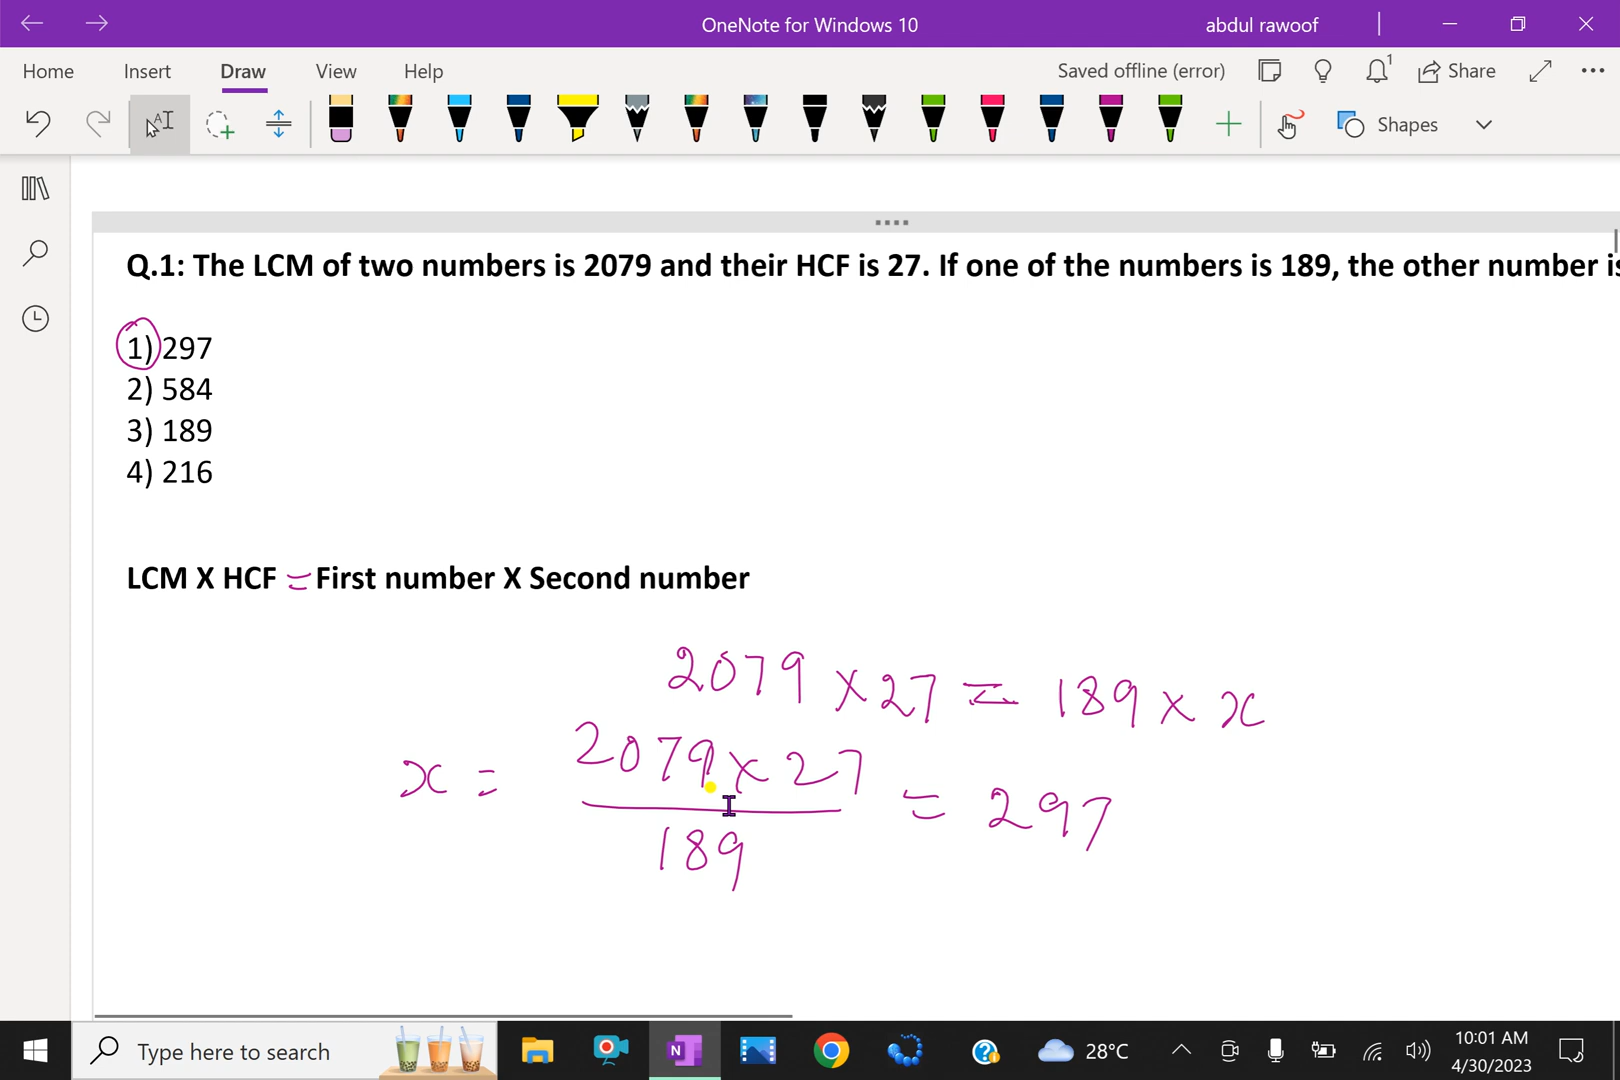 OneNote for Windows 10 abdul rawoof
Home Insert Draw View Help Saved offline (error) 1 Share
Shapes
Q.1: The LCM of two numbers is 2079 and their HCF is 27. If one of the numbers is 189, the other number is
1) 297
2) 584
3) 189
4) 216
LCM X HCF = First number X Second number
2079 × 27 = 189 × x
x = 2079 × 27 / 189 = 297
Type here to search 28°C 10:01 AM
4/30/2023